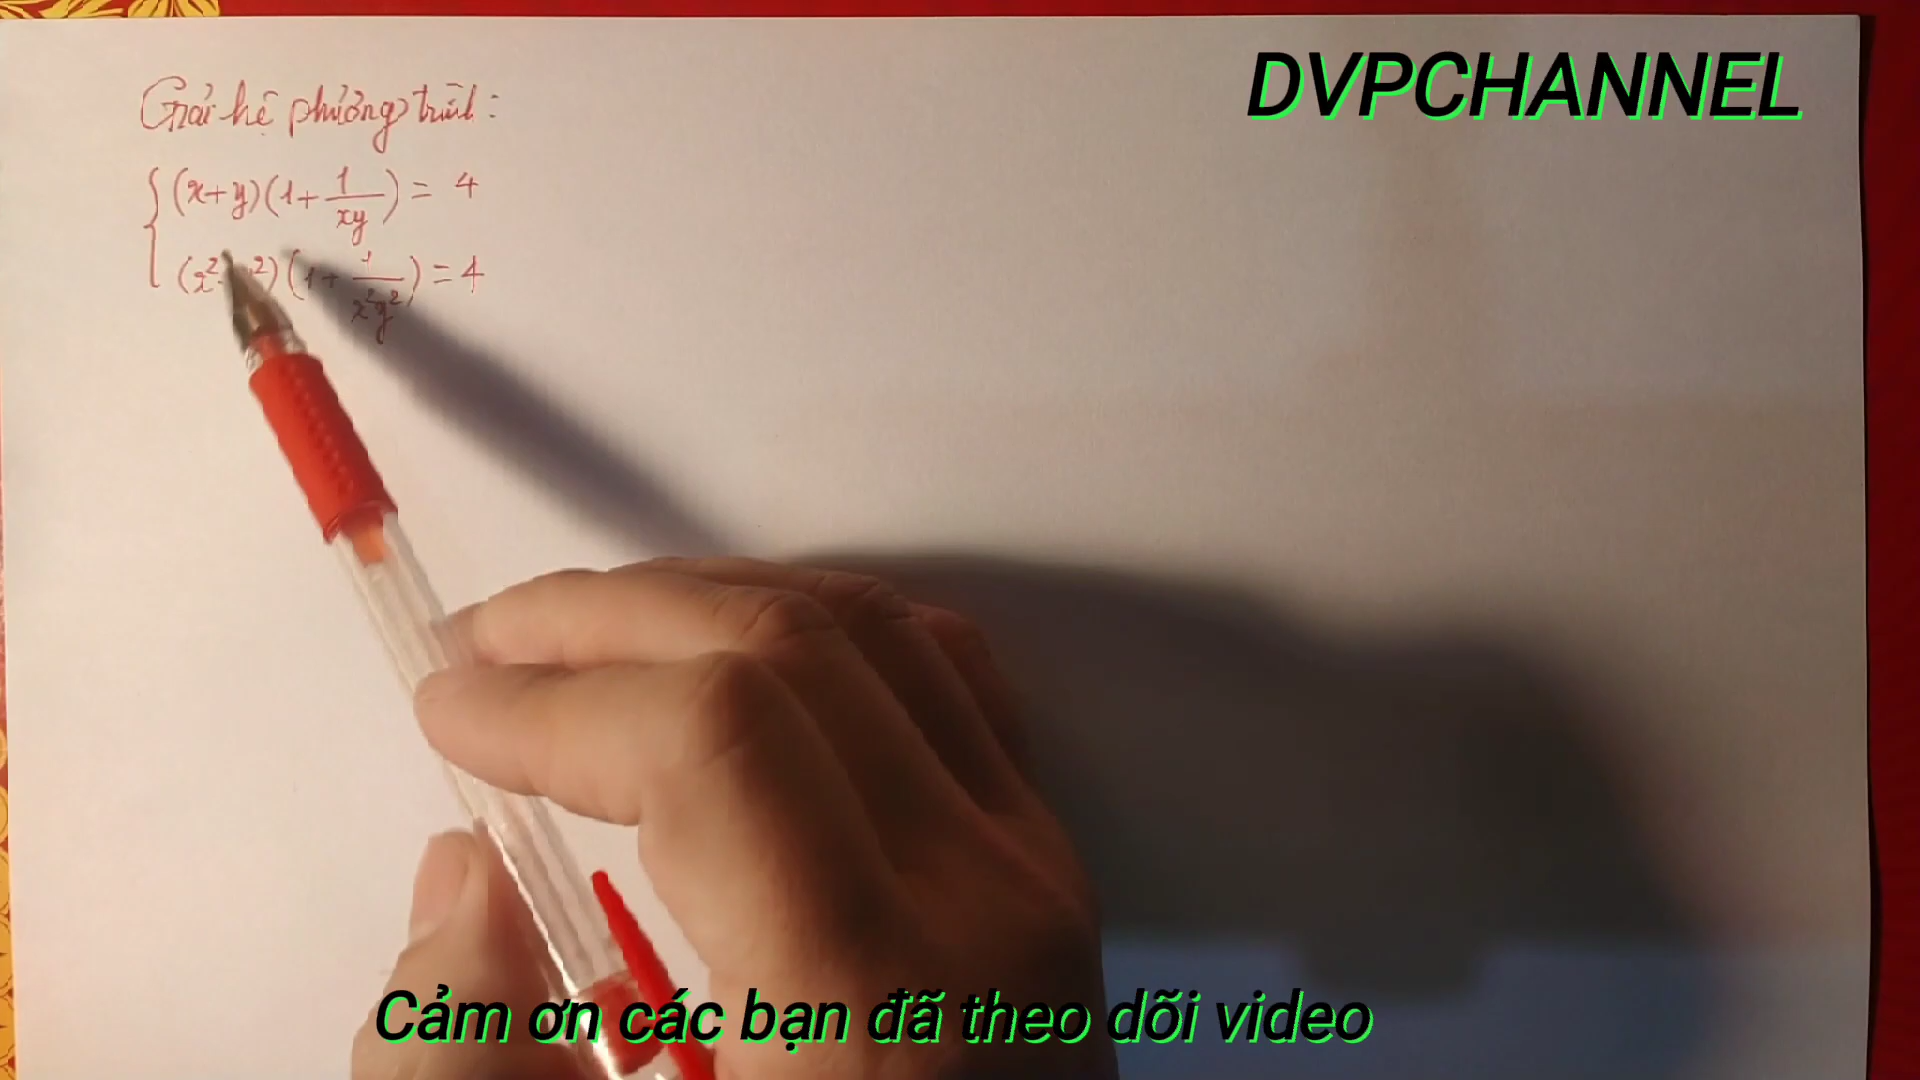 DVPCHANNEL
Giải hệ phương trình:
(x+y)(1+1/xy) = 4
(x² y²)(1+1/x²y²) = 4
Cảm ơn các bạn đã theo dõi video